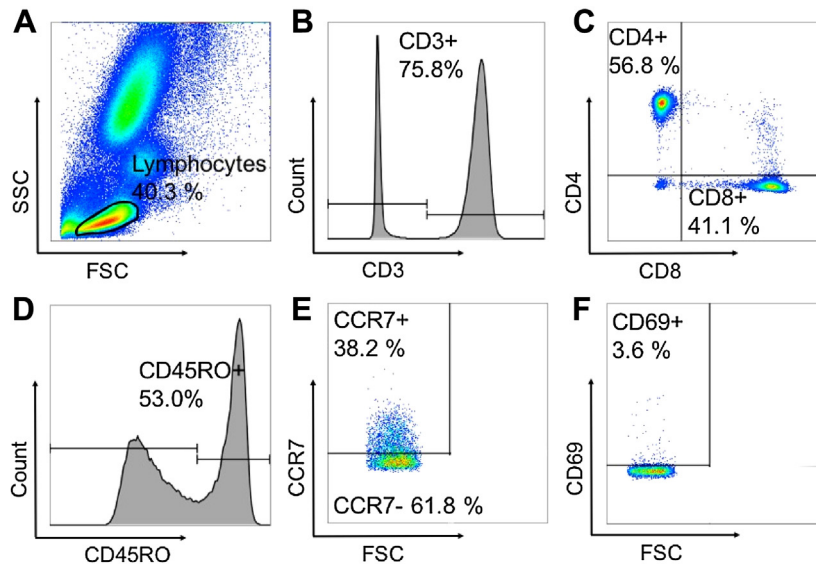 A
Lymphocytes
40.3 %
SSC
FSC
B
CD3+
75.8%
Count
CD3
C
CD4+
56.8 %
CD8+
41.1 %
CD4
CD8
D
CD45RO+
53.0%
Count
CD45RO
E
CCR7+
38.2 %
CCR7- 61.8 %
CCR7
FSC
F
CD69+
3.6 %
CD69
FSC